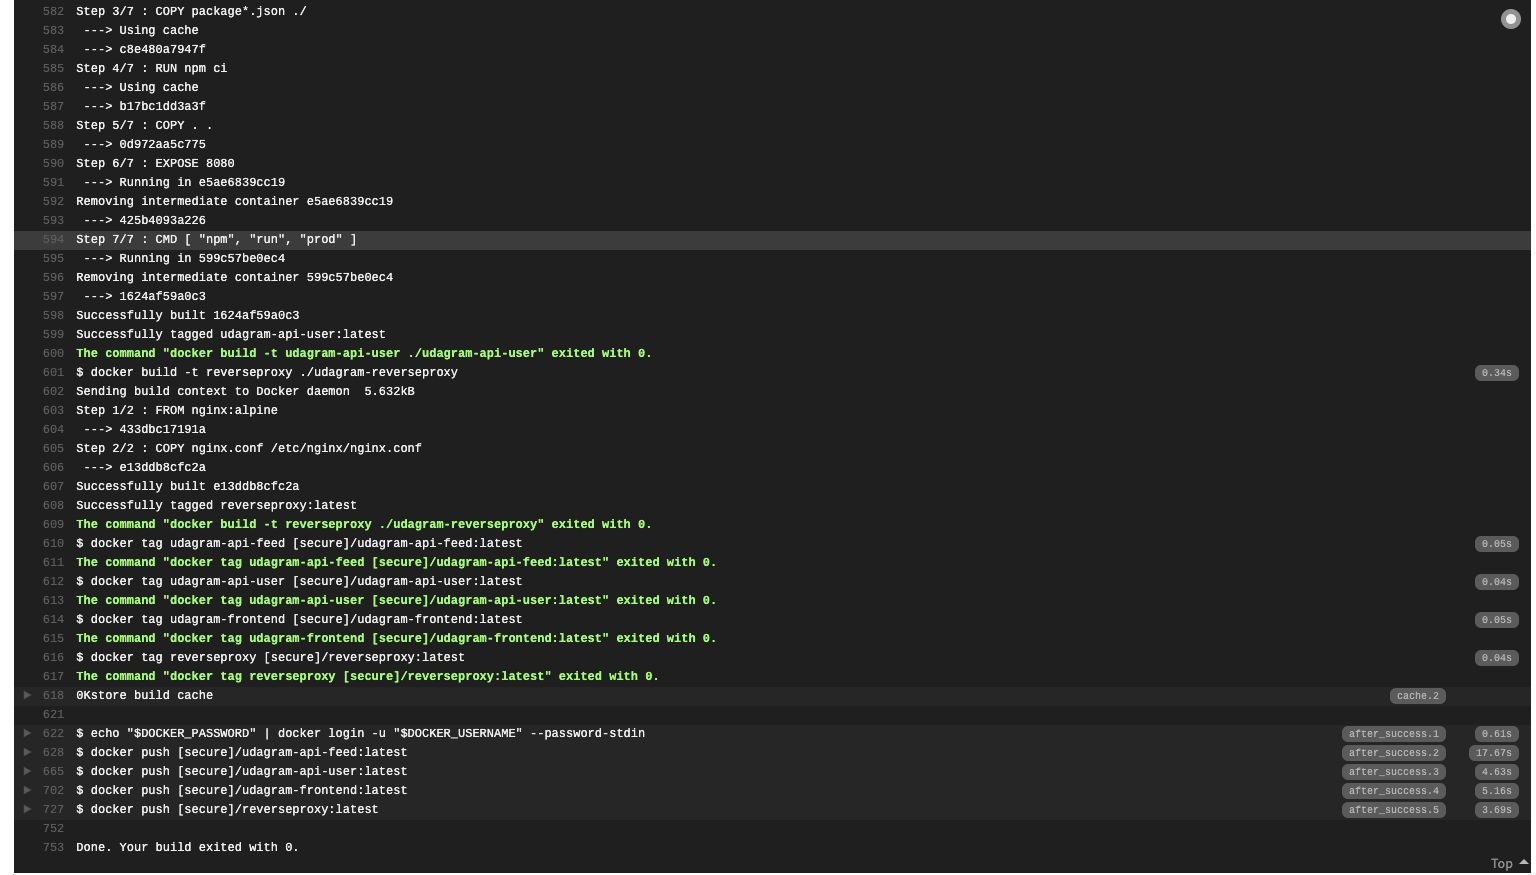 582 Step 3/7 : COPY package*.json ./
583 ---> Using cache
584 ---> c8e480a7947f
585 Step 4/7 : RUN npm ci
586 ---> Using cache
587 ---> b17bc1dd3a3f
588 Step 5/7 : COPY . .
589 ---> 0d972aa5c775
590 Step 6/7 : EXPOSE 8080
591 ---> Running in e5ae6839cc19
592 Removing intermediate container e5ae6839cc19
593 ---> 425b4093a226
594 Step 7/7 : CMD [ "npm", "run", "prod" ]
595 ---> Running in 599c57be0ec4
596 Removing intermediate container 599c57be0ec4
597 ---> 1624af59a0c3
598 Successfully built 1624af59a0c3
599 Successfully tagged udagram-api-user:latest
600 The command "docker build -t udagram-api-user ./udagram-api-user" exited with 0.
601 $ docker build -t reverseproxy ./udagram-reverseproxy 0.34s
602 Sending build context to Docker daemon  5.632kB
603 Step 1/2 : FROM nginx:alpine
604 ---> 433dbc17191a
605 Step 2/2 : COPY nginx.conf /etc/nginx/nginx.conf
606 ---> e13ddb8cfc2a
607 Successfully built e13ddb8cfc2a
608 Successfully tagged reverseproxy:latest
609 The command "docker build -t reverseproxy ./udagram-reverseproxy" exited with 0.
610 $ docker tag udagram-api-feed [secure]/udagram-api-feed:latest 0.05s
611 The command "docker tag udagram-api-feed [secure]/udagram-api-feed:latest" exited with 0.
612 $ docker tag udagram-api-user [secure]/udagram-api-user:latest 0.04s
613 The command "docker tag udagram-api-user [secure]/udagram-api-user:latest" exited with 0.
614 $ docker tag udagram-frontend [secure]/udagram-frontend:latest 0.05s
615 The command "docker tag udagram-frontend [secure]/udagram-frontend:latest" exited with 0.
616 $ docker tag reverseproxy [secure]/reverseproxy:latest 0.04s
617 The command "docker tag reverseproxy [secure]/reverseproxy:latest" exited with 0.
618 0Kstore build cache cache.2
621
622 $ echo "$DOCKER_PASSWORD" | docker login -u "$DOCKER_USERNAME" --password-stdin after_success.1 0.61s
628 $ docker push [secure]/udagram-api-feed:latest after_success.2 17.67s
665 $ docker push [secure]/udagram-api-user:latest after_success.3 4.63s
702 $ docker push [secure]/udagram-frontend:latest after_success.4 5.16s
727 $ docker push [secure]/reverseproxy:latest after_success.5 3.69s
752
753 Done. Your build exited with 0.
Top